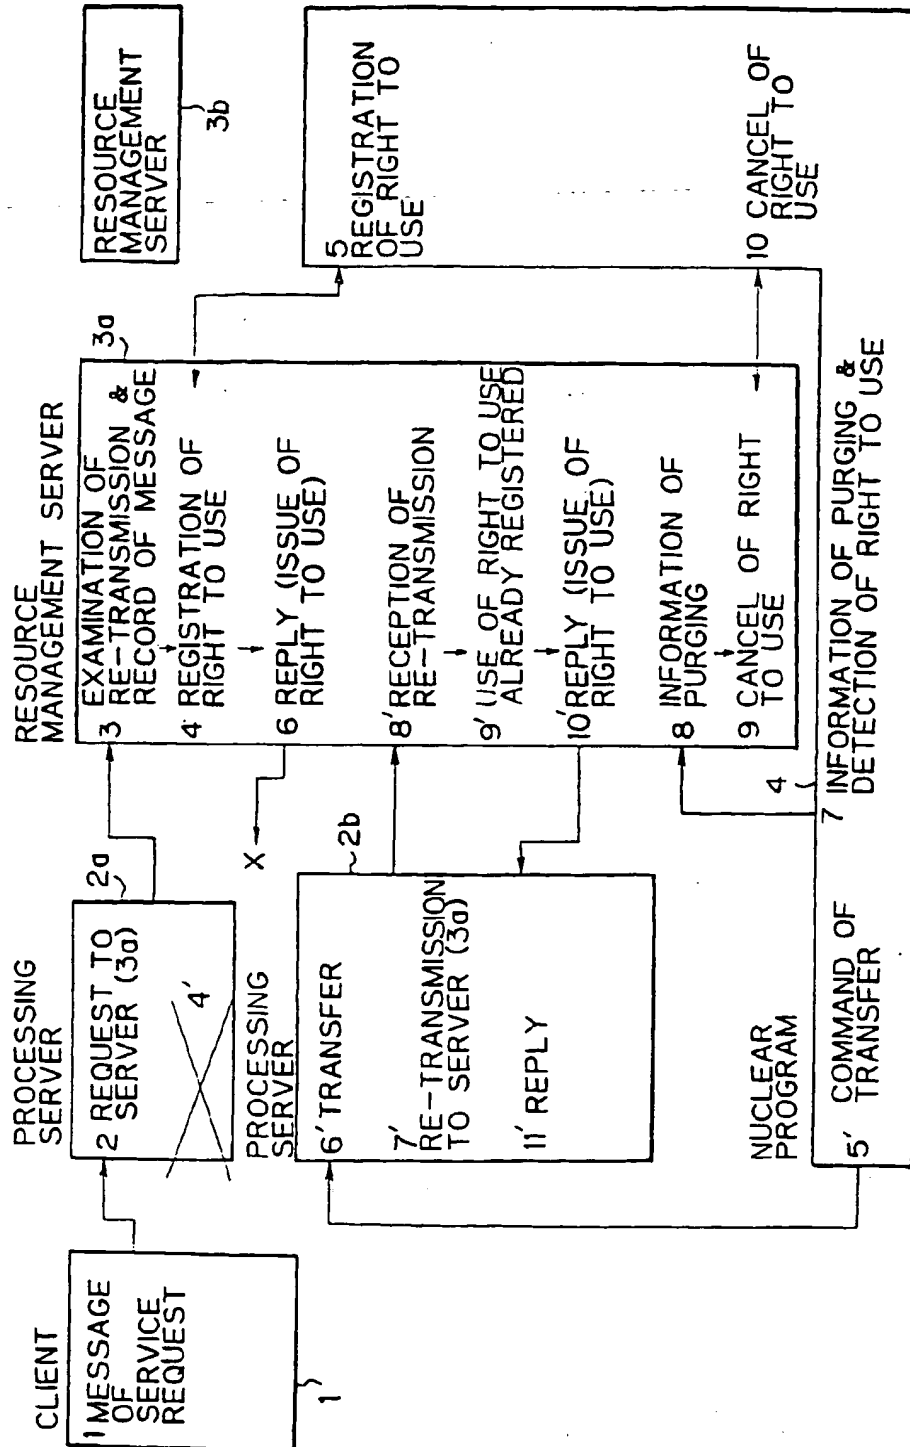 CLIENT
1 MESSAGE
OF
SERVICE
REQUEST
1
PROCESSING
SERVER
2a
2 REQUEST TO
SERVER (3a)
4'
PROCESSING
SERVER
2b
6' TRANSFER
7'
RE-TRANSMISSION
TO SERVER (3a)
11' REPLY
X
RESOURCE
MANAGEMENT SERVER
3a
3 EXAMINATION OF
RE-TRANSMISSION &
RECORD OF MESSAGE
4 REGISTRATION OF
RIGHT TO USE
6 REPLY (ISSUE OF
RIGHT TO USE)
8' RECEPTION OF
RE-TRANSMISSION
9' (USE OF RIGHT TO USE
ALREADY REGISTERED)
10' REPLY (ISSUE OF
RIGHT TO USE)
8 INFORMATION OF
PURGING
9 CANCEL OF RIGHT
TO USE
RESOURCE
MANAGEMENT
SERVER
3b
5
REGISTRATION
OF RIGHT TO
USE
10 CANCEL OF
RIGHT TO
USE
NUCLEAR
PROGRAM
4
5' COMMAND OF
TRANSFER
7 INFORMATION OF PURGING &
DETECTION OF RIGHT TO USE